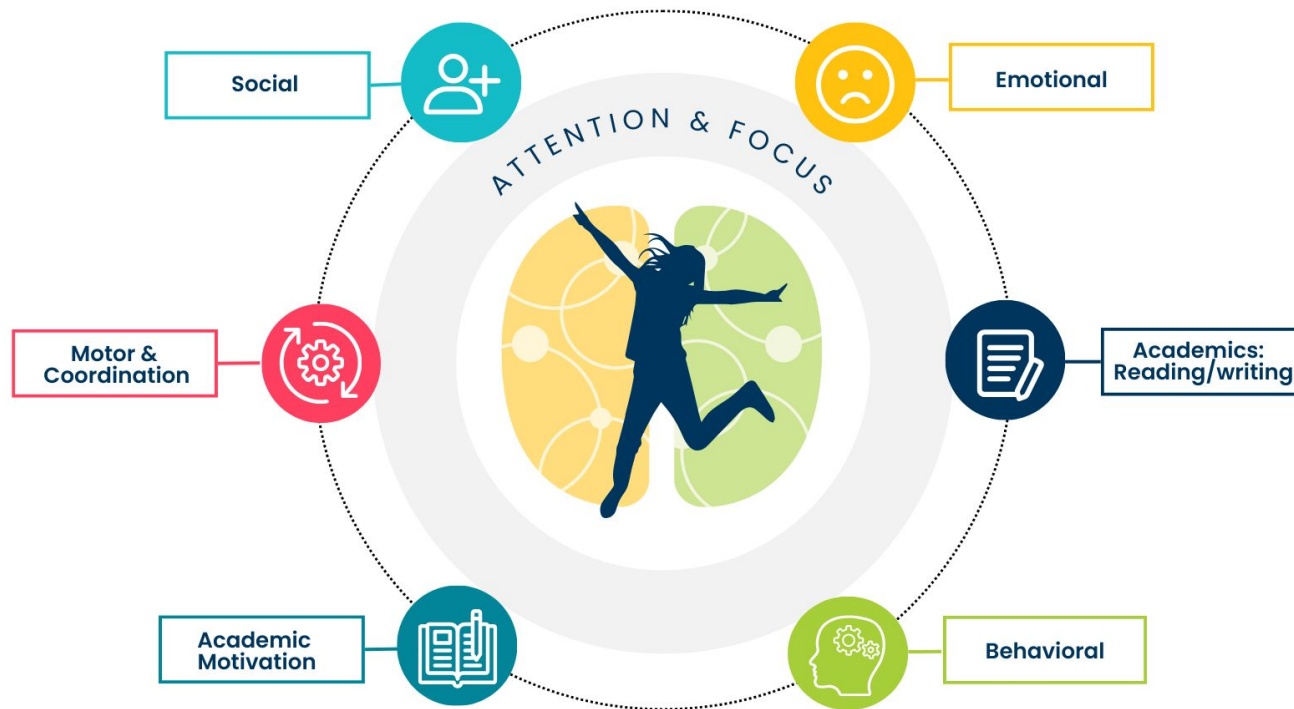 Social
Emotional
ATTENTION & FOCUS
Motor &
Coordination
Academics:
Reading/writing
Academic
Motivation
Behavioral